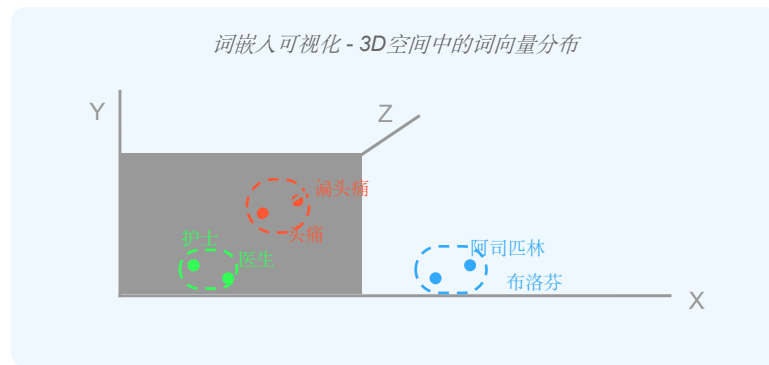 词嵌入可视化 - 3D空间中的词向量分布
Y
Z
偏头痛
头痛
护士
医生
阿司匹林
布洛芬
X